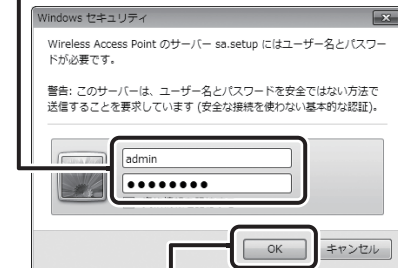 Windows セキュリティ
Wireless Access Point のサーバー sa.setup にはユーザー名とパスワー
ドが必要です。
警告: このサーバーは、ユーザー名とパスワードを安全ではない方法で
送信することを要求しています (安全な接続を使わない基本的な認証)。
admin
●●●●●●●●
OK
キャンセル